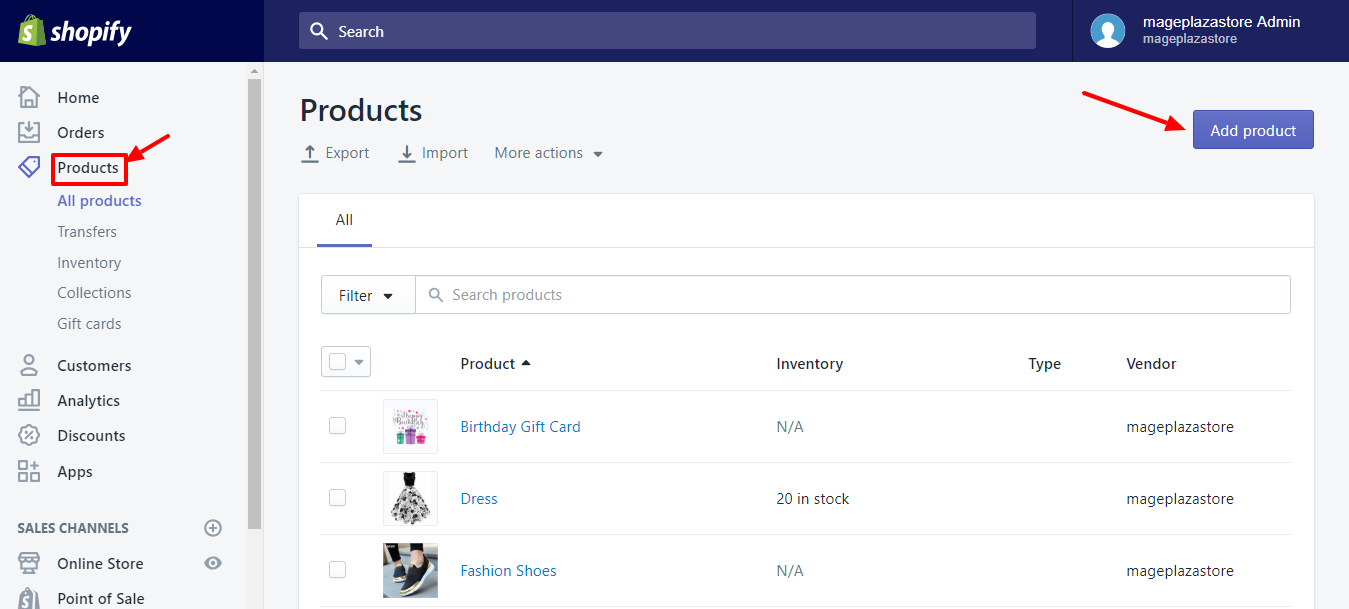 shopify
Search
mageplazastore Admin
mageplazastore
Home
Orders
Products
All products
Transfers
Inventory
Collections
Gift cards
Customers
Analytics
Discounts
Apps
SALES CHANNELS
Online Store
Point of Sale
Products
Export Import More actions
Add product
All
Filter Search products
Product Inventory Type Vendor
Happy Birthday
Birthday Gift Card N/A mageplazastore
Dress 20 in stock mageplazastore
Fashion Shoes N/A mageplazastore